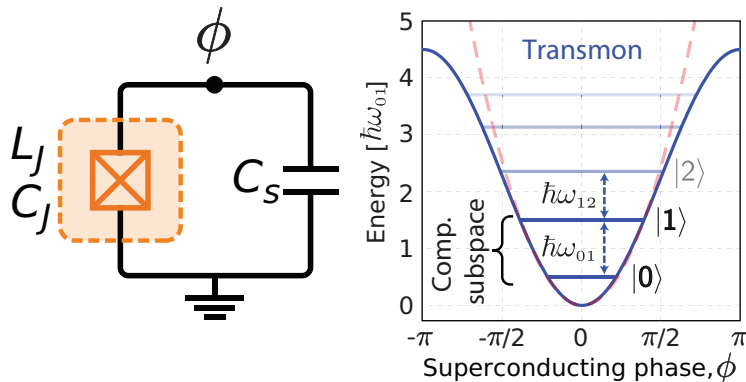 ϕ
L_J
C_J
C_s
Energy [ℏω₀₁]
5
4
3
2
1
0
Transmon
|2⟩
ℏω₁₂
|1⟩
Comp.
subspace
ℏω₀₁
|0⟩
-π
-π/2
0
π/2
π
Superconducting phase, ϕ